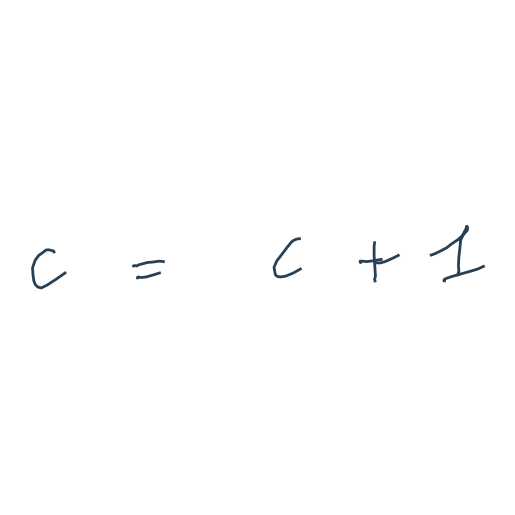 c = c + 1